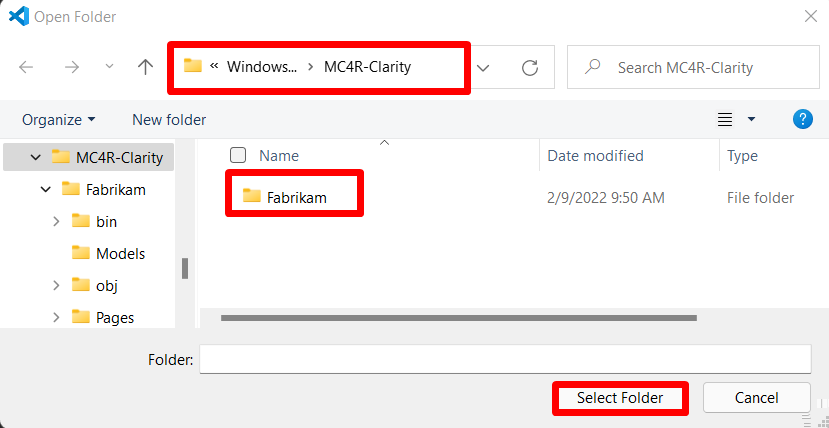 Open Folder
« Windows... > MC4R-Clarity
Search MC4R-Clarity
Organize New folder
?
MC4R-Clarity
Name Date modified Type
Fabrikam
Fabrikam 2/9/2022 9:50 AM File folder
bin
Models
obj
Pages
Folder:
Select Folder Cancel